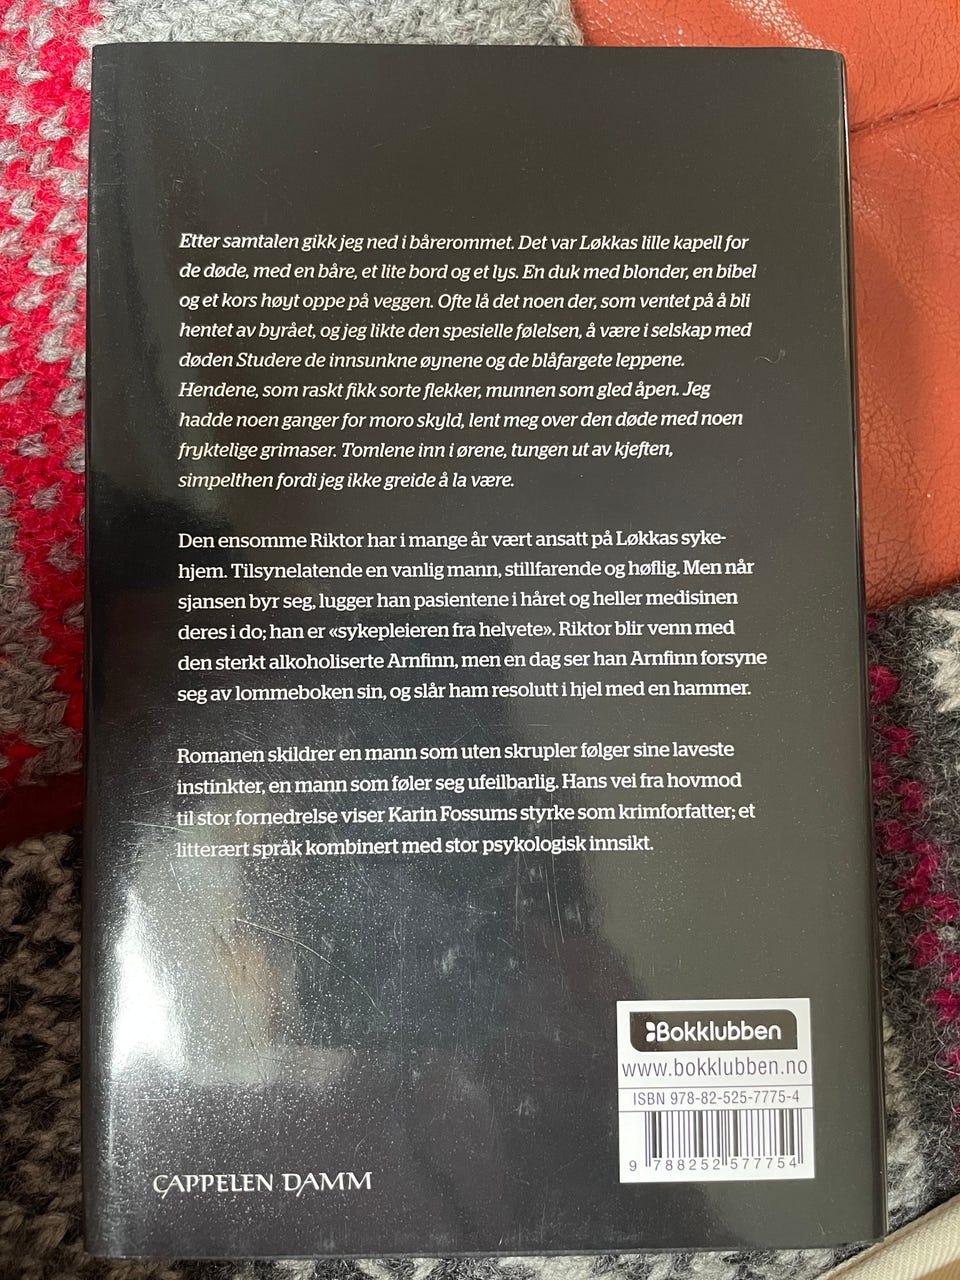 Etter samtalen gikk jeg ned i bårerommet. Det var Løkkas lille kapell for
de døde, med en båre, et lite bord og et lys. En duk med blonder, en bibel
og et kors høyt oppe på veggen. Ofte lå det noen der, som ventet på å bli
hentet av byrået, og jeg likte den spesielle følelsen, å være i selskap med
døden Studere de innsunkne øynene og de blåfargete leppene.
Hendene, som raskt fikk sorte flekker, munnen som gled åpen. Jeg
hadde noen ganger for moro skyld, lent meg over den døde med noen
fryktelige grimaser. Tomlene inn i ørene, tungen ut av kjeften,
simpelthen fordi jeg ikke greide å la være.
Den ensomme Riktor har i mange år vært ansatt på Løkkas syke-
hjem. Tilsynelatende en vanlig mann, stillfarende og høflig. Men når
sjansen byr seg, lugger han pasientene i håret og heller medisinen
deres i do; han er «sykepleieren fra helvete». Riktor blir venn med
den sterkt alkoholiserte Arnfinn, men en dag ser han Arnfinn forsyne
seg av lommeboken sin, og slår ham resolutt i hjel med en hammer.
Romanen skildrer en mann som uten skrupler følger sine laveste
instinkter, en mann som føler seg ufeilbarlig. Hans vei fra hovmod
til stor fornedrelse viser Karin Fossums styrke som krimforfatter; et
litterært språk kombinert med stor psykologisk innsikt.
Bokklubben
www.bokklubben.no
ISBN 978-82-525-7775-4
9 788252 577754
CAPPELEN DAMM